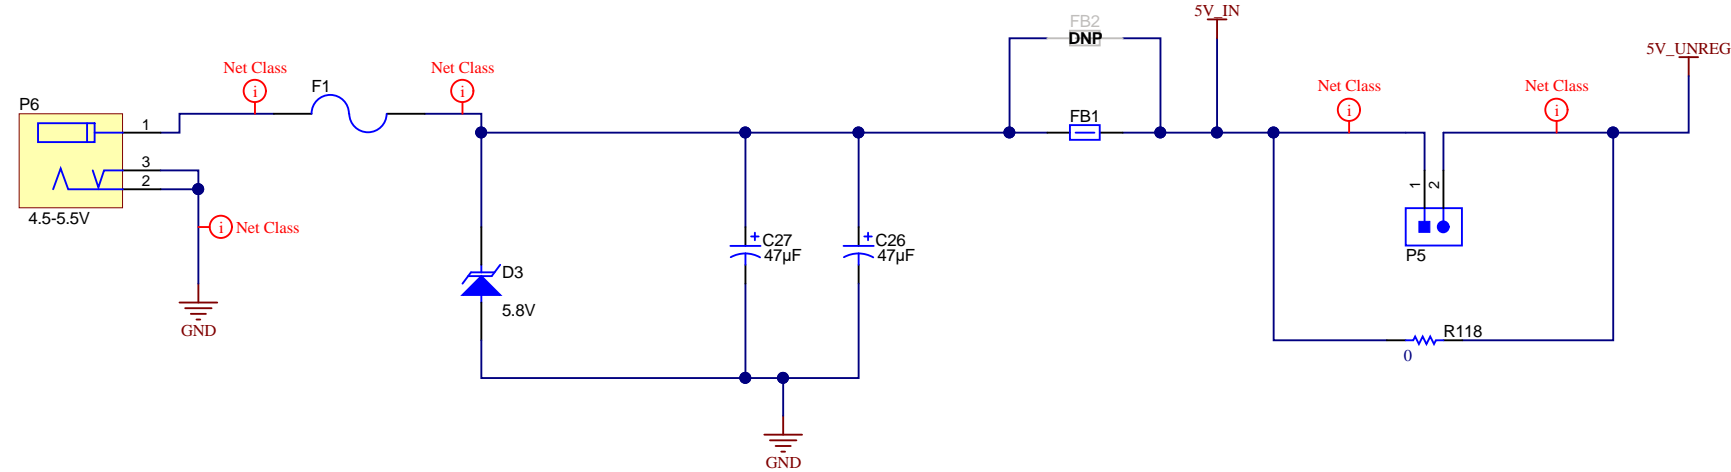 FB2
DNP
5V_IN
5V_UNREG
Net Class
i
F1
Net Class
i
Net Class
i
Net Class
i
P6
1
3
2
4.5-5.5V
i Net Class
GND
FB1
D3
5.8V
+
C27
47µF
+
C26
47µF
GND
1
2
P5
R118
0